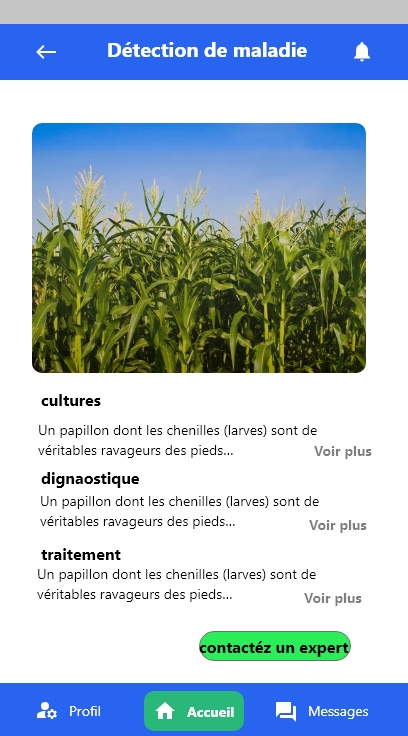 Détection de maladie
cultures
Un papillon dont les chenilles (larves) sont de
véritables ravageurs des pieds...
Voir plus
dignaostique
Un papillon dont les chenilles (larves) sont de
véritables ravageurs des pieds...
Voir plus
traitement
Un papillon dont les chenilles (larves) sont de
véritables ravageurs des pieds...
Voir plus
contactéz un expert
Profil
Accueil
Messages